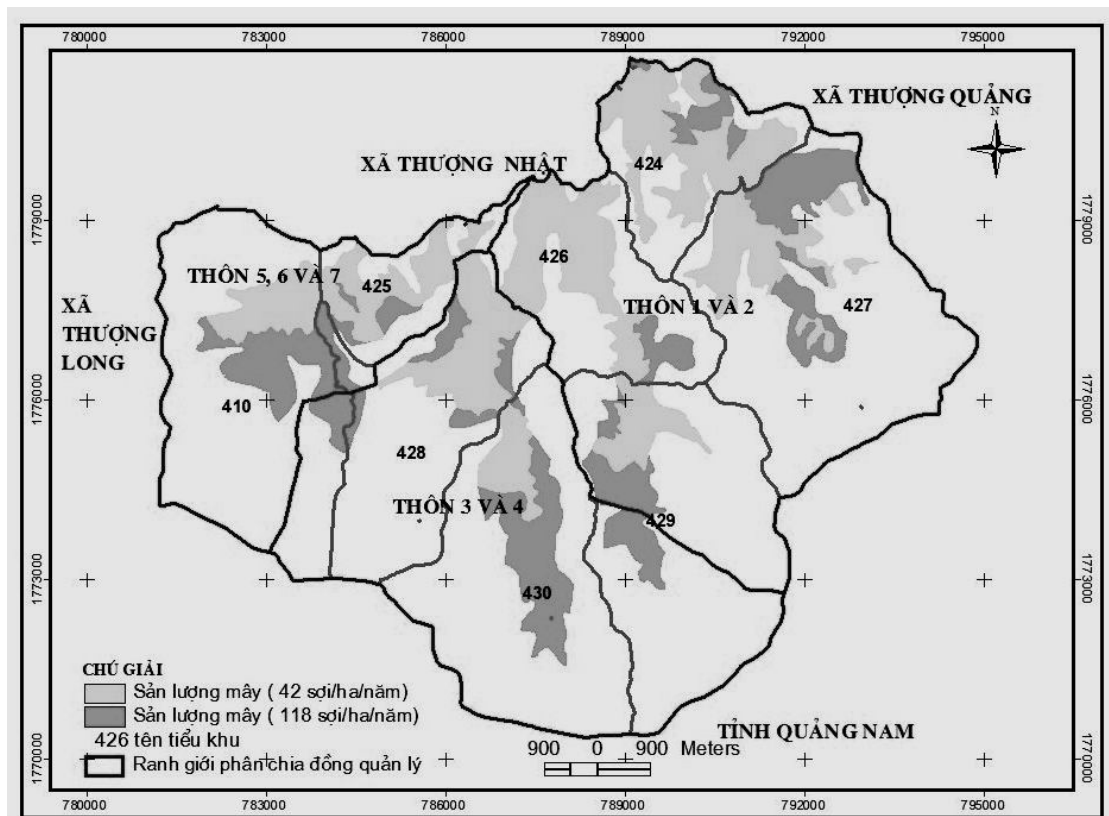 780000 783000 786000 789000 792000 795000
XÃ THƯỢNG QUẢNG
N
XÃ THƯỢNG NHẬT
424
1779000 1779000
426
THÔN 5, 6 VÀ 7
425
XÃ
THƯỢNG
LONG
THÔN 1 VÀ 2
427
1776000 1776000
410
428
THÔN 3 VÀ 4
429
1773000 1773000
430
CHÚ GIẢI
Sản lượng mây ( 42 sợi/ha/năm)
Sản lượng mây ( 118 sợi/ha/năm)
426 tên tiểu khu
Ranh giới phân chia đồng quản lý
TỈNH QUẢNG NAM
900 0 900 Meters
1770000 1770000
780000 783000 786000 789000 792000 795000